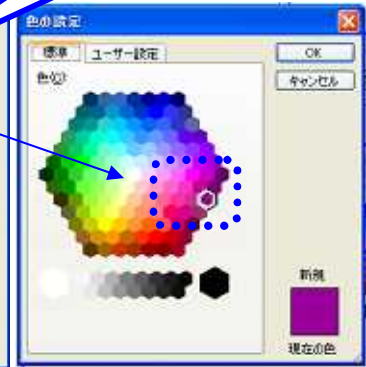 色の設定
標準 ユーザー設定
OK
キャンセル
色(C)
新規
現在の色